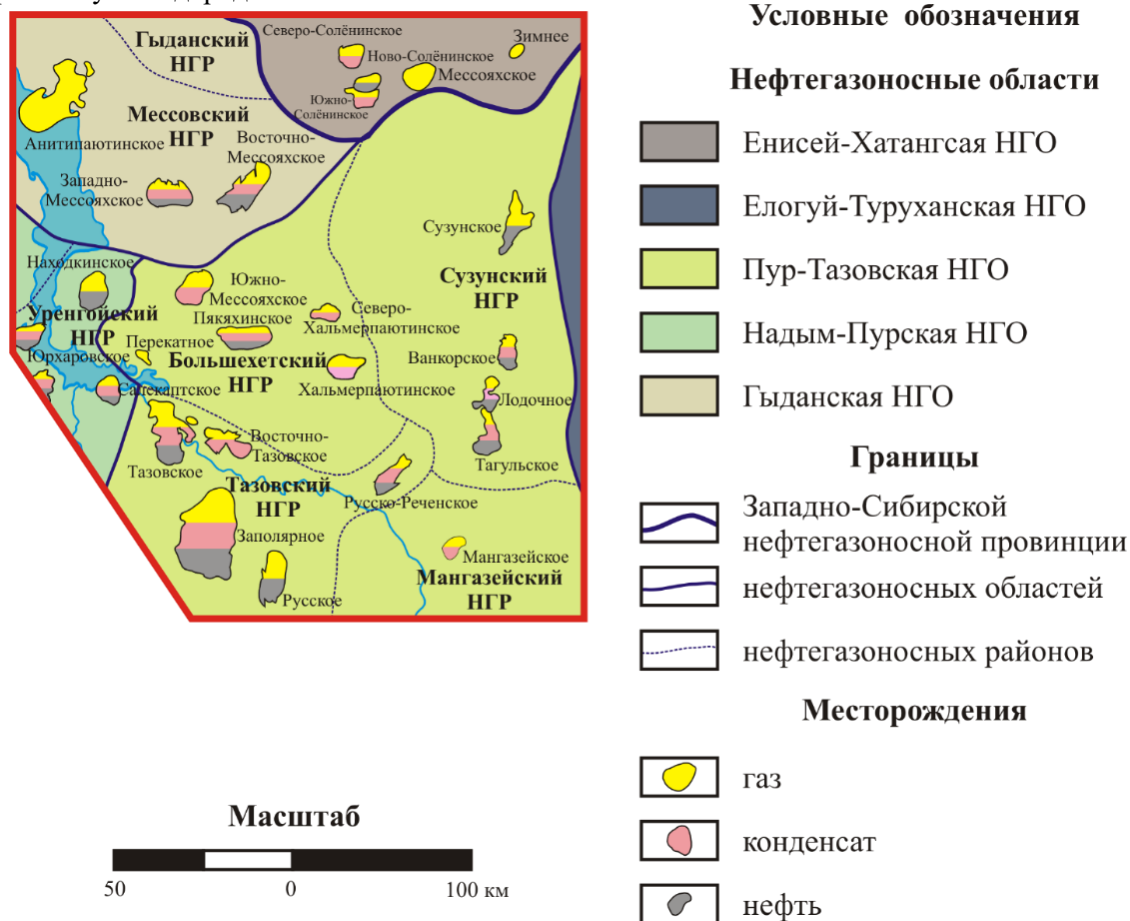 Гыданский
НГР
Северо-Солёнинское
Зимнее
Ново-Солёнинское
Мессояхское
Южно-
Солёнинское
Мессовский
НГР
Восточно-
Мессояхское
Анитипаютинское
Западно-
Мессояхское
Сузунское
Сузунский
НГР
Находкинское
Южно-
Мессояхское
Уренгойский
НГР
Пякяхинское
Северо-
Хальмерпаютинское
Перекатное
Юрхаровское
Большехетский
НГР
Ванкорское
Хальмерпаютинское
Салекаптское
Лодочное
Восточно-
Тазовское
Тазовское
Тагульское
Тазовский
НГР
Русско-Реченское
Заполярное
Мангазейское
Мангазейский
НГР
Русское
Масштаб
50
0
100 км
Условные обозначения
Нефтегазоносные области
Енисей-Хатангсая НГО
Елогуй-Туруханская НГО
Пур-Тазовская НГО
Надым-Пурская НГО
Гыданская НГО
Границы
Западно-Сибирской
нефтегазоносной провинции
нефтегазоносных областей
нефтегазоносных районов
Месторождения
газ
конденсат
нефть